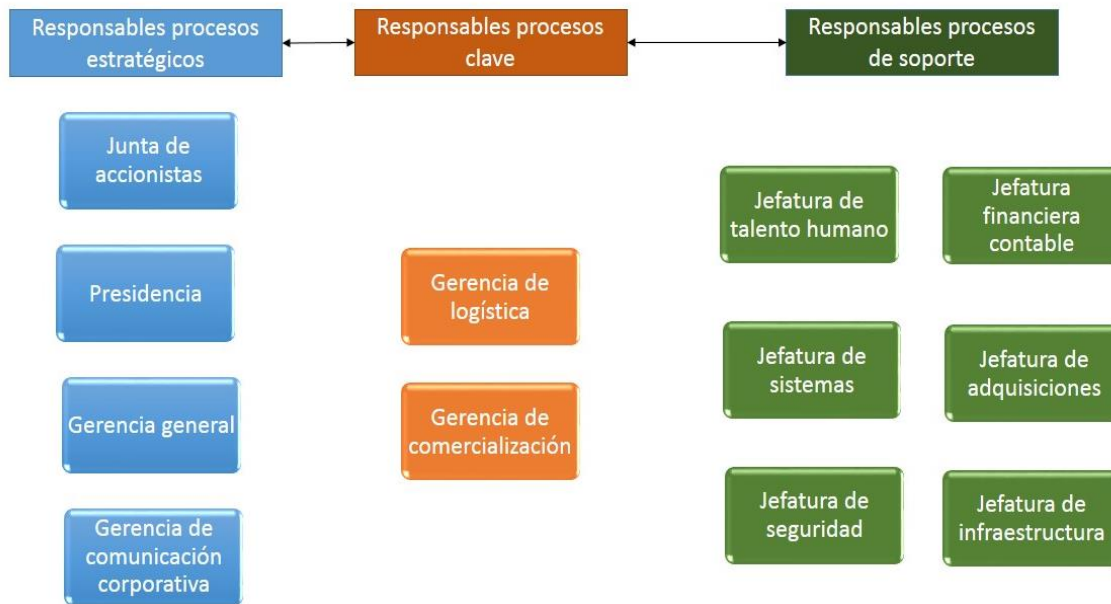 Responsables procesos
estratégicos
Responsables procesos
clave
Responsables procesos
de soporte
Junta de
accionistas
Presidencia
Gerencia general
Gerencia de
comunicación
corporativa
Gerencia de
logística
Gerencia de
comercialización
Jefatura de
talento humano
Jefatura
financiera
contable
Jefatura de
sistemas
Jefatura de
adquisiciones
Jefatura de
seguridad
Jefatura de
infraestructura